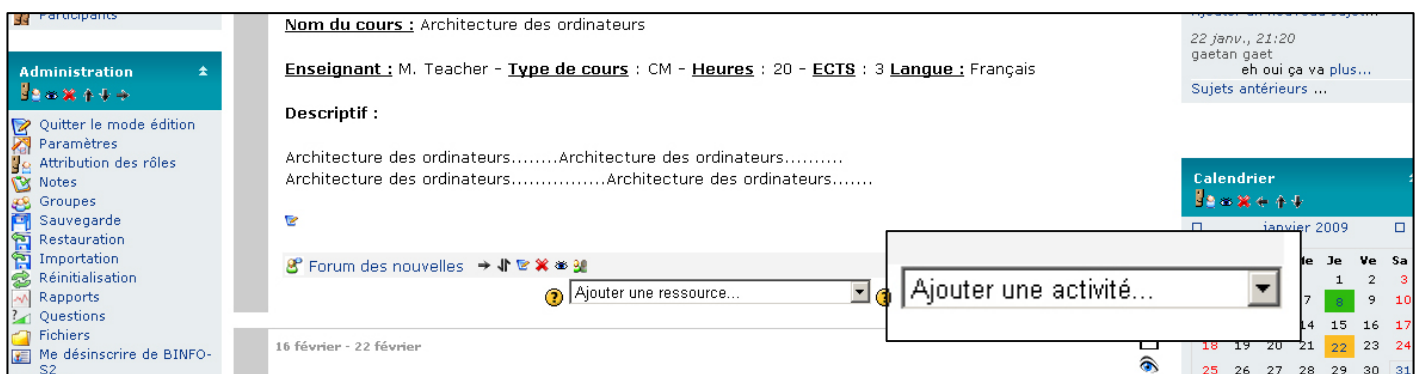 Participants
Administration
Quitter le mode édition
Paramètres
Attribution des rôles
Notes
Groupes
Sauvegarde
Restauration
Importation
Réinitialisation
Rapports
Questions
Fichiers
Me désinscrire de BINFO-
S2
Nom du cours : Architecture des ordinateurs
Enseignant : M. Teacher - Type de cours : CM - Heures : 20 - ECTS : 3 Langue : Français
Descriptif :
Architecture des ordinateurs........Architecture des ordinateurs..........
Architecture des ordinateurs................Architecture des ordinateurs.......
Forum des nouvelles
Ajouter une ressource...
Ajouter une activité...
16 février - 22 février
Ajouter un nouveau sujet...
22 janv., 21:20
gaetan gaet
eh oui ça va plus...
Sujets antérieurs ...
Calendrier
janvier 2009
Je Ve Sa
1 2 3
7 8 9 10
14 15 16 17
18 19 20 21 22 23 24
25 26 27 28 29 30 31